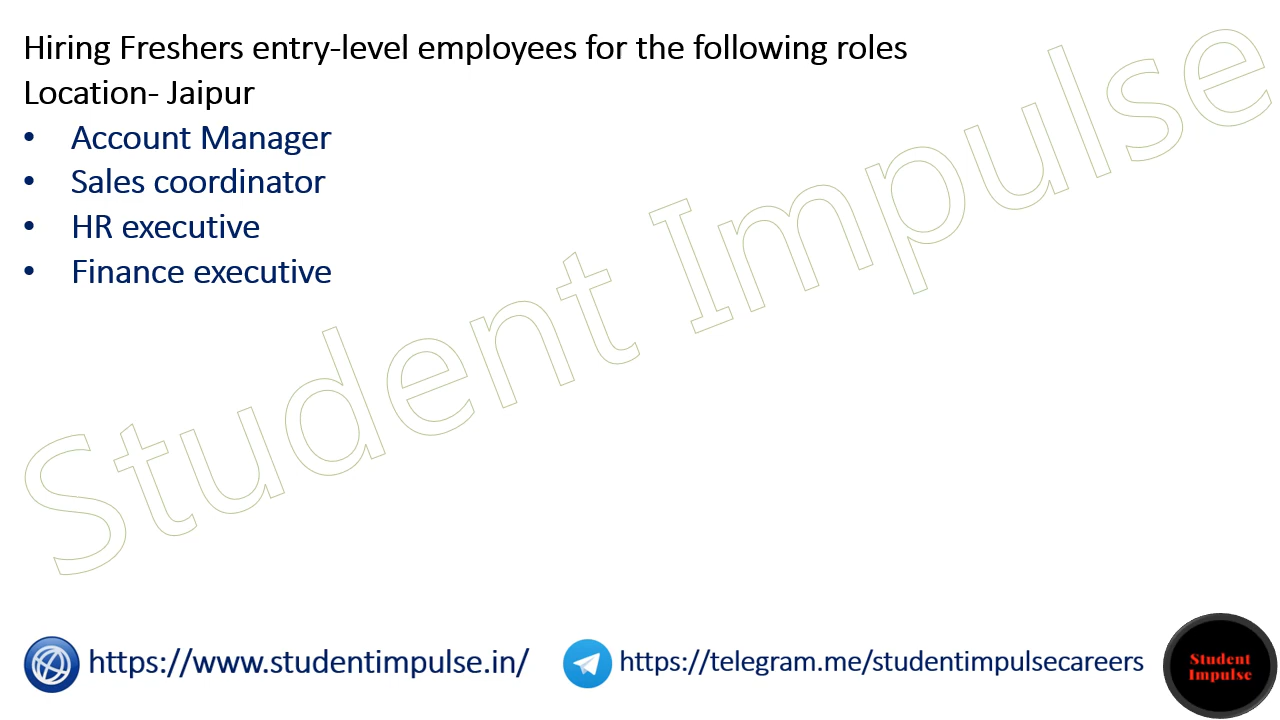 Hiring Freshers entry-level employees for the following roles
Location- Jaipur
• Account Manager
• Sales coordinator
• HR executive
• Finance executive
Student Impulse
https://www.studentimpulse.in/
https://telegram.me/studentimpulsecareers
Student
Impulse